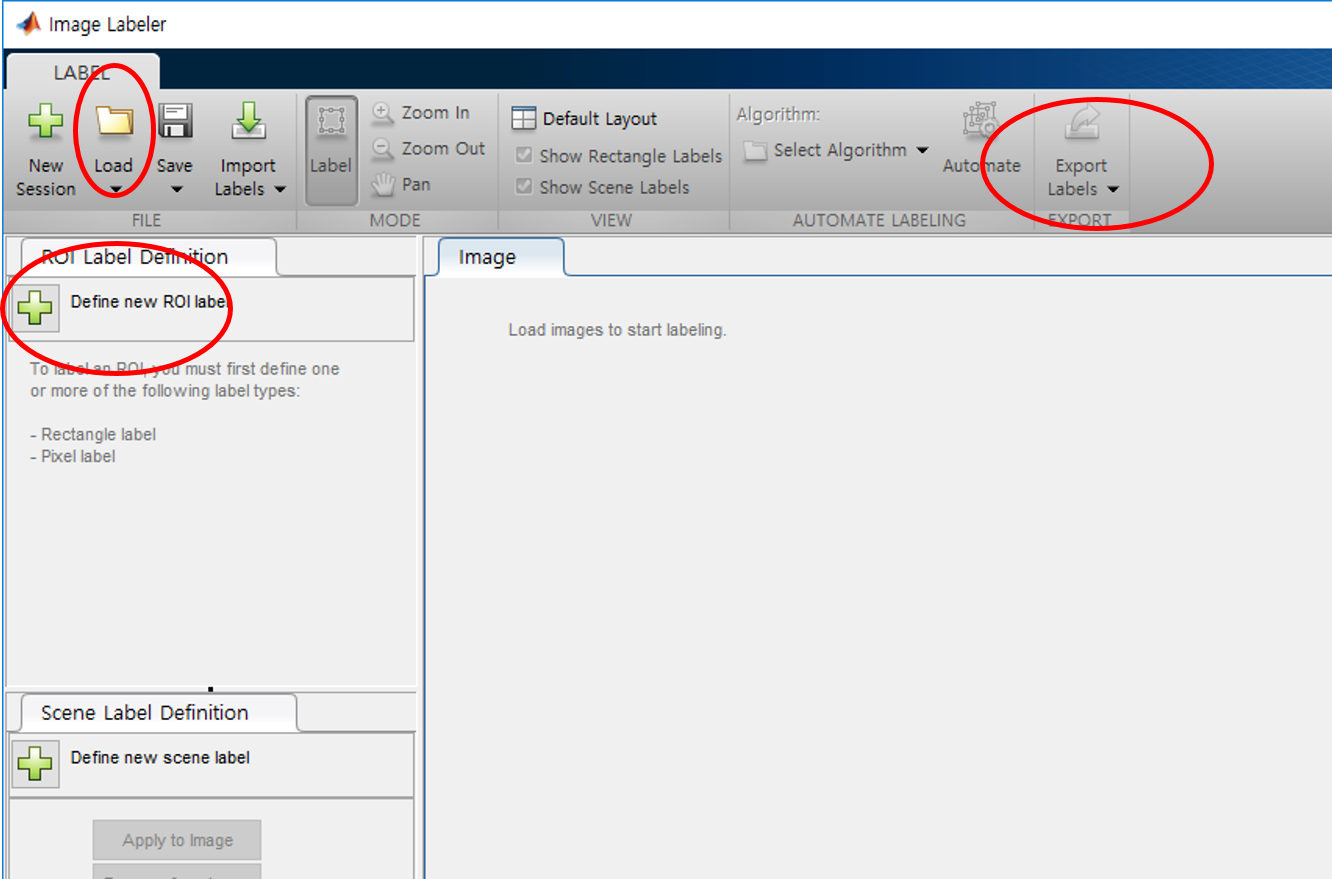 Image Labeler
LABEL
New Session
Load
Save
Import Labels
Label
Zoom In
Zoom Out
Pan
Default Layout
Show Rectangle Labels
Show Scene Labels
Algorithm:
Select Algorithm
Automate
Export Labels
FILE
MODE
VIEW
AUTOMATE LABELING
EXPORT
ROI Label Definition
Define new ROI label
To label an ROI, you must first define one
or more of the following label types:
- Rectangle label
- Pixel label
Image
Load images to start labeling.
Scene Label Definition
Define new scene label
Apply to Image